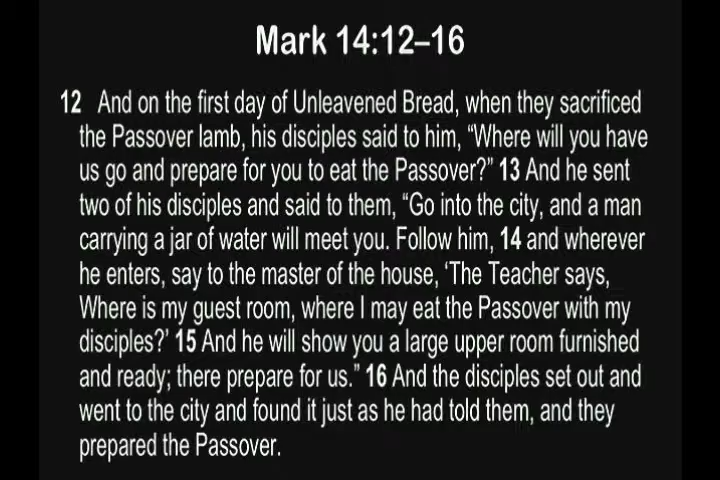 Mark 14:12–16
12 And on the first day of Unleavened Bread, when they sacrificed
the Passover lamb, his disciples said to him, “Where will you have
us go and prepare for you to eat the Passover?” 13 And he sent
two of his disciples and said to them, “Go into the city, and a man
carrying a jar of water will meet you. Follow him, 14 and wherever
he enters, say to the master of the house, ‘The Teacher says,
Where is my guest room, where I may eat the Passover with my
disciples?’ 15 And he will show you a large upper room furnished
and ready; there prepare for us.” 16 And the disciples set out and
went to the city and found it just as he had told them, and they
prepared the Passover.